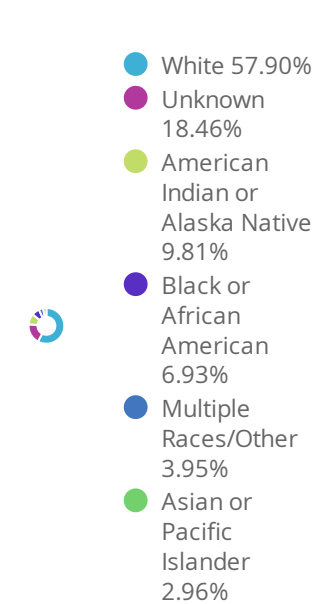 White 57.90%
Unknown
18.46%
American
Indian or
Alaska Native
9.81%
Black or
African
American
6.93%
Multiple
Races/Other
3.95%
Asian or
Pacific
Islander
2.96%